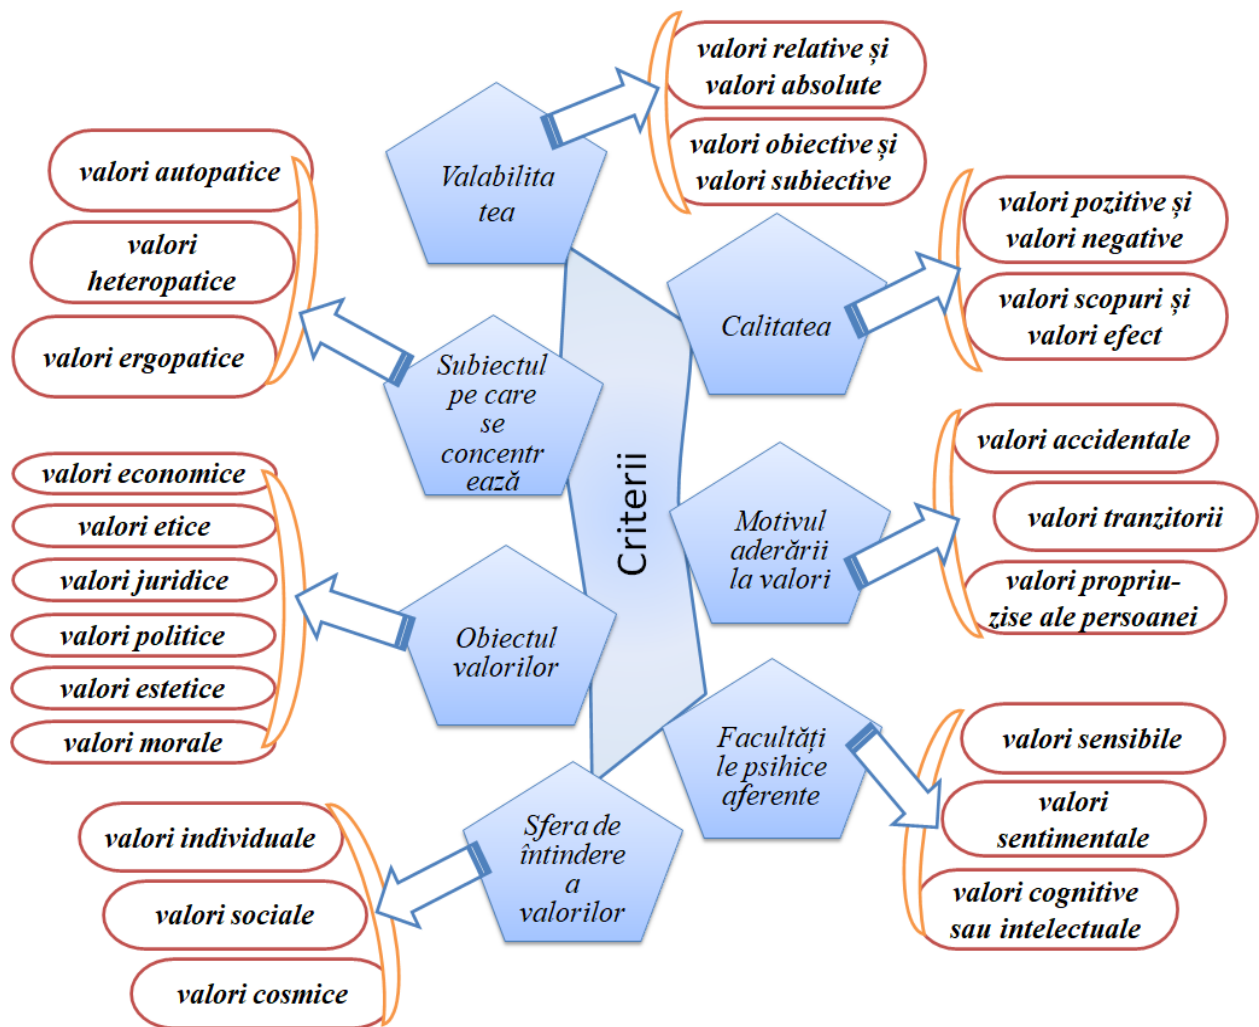 valori relative și
valori absolute
valori obiective și
valori subiective
Valabilita
tea
valori autopatice
valori
heteropatice
valori ergopatice
valori pozitive și
valori negative
valori scopuri și
valori efect
Calitatea
Subiectul
pe care
se
concentr
ează
Criterii
valori accidentale
valori tranzitorii
valori propriu-
zise ale persoanei
Motivul
aderării
la valori
valori economice
valori etice
valori juridice
valori politice
valori estetice
valori morale
Obiectul
valorilor
Facultăți
le psihice
aferente
valori sensibile
valori
sentimentale
valori cognitive
sau intelectuale
Sfera de
întindere
a
valorilor
valori individuale
valori sociale
valori cosmice